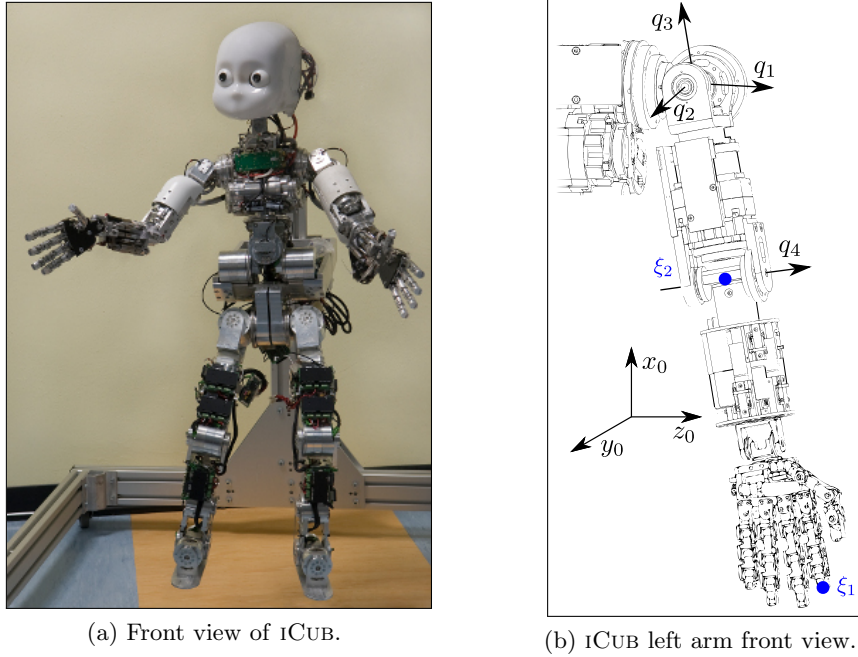 q₃
q₁
q₂
q₄
ξ₂
x₀
y₀
z₀
ξ₁
(a) Front view of ICUB.
(b) ICUB left arm front view.